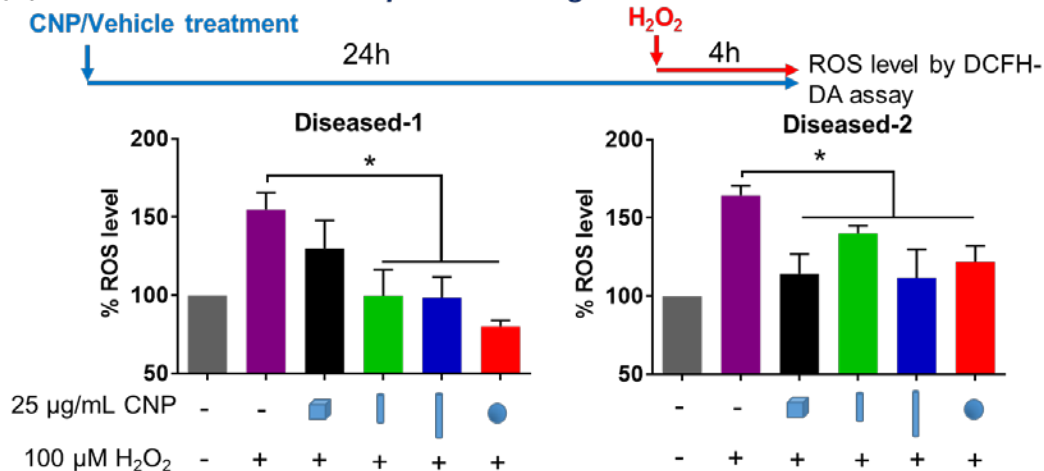 CNP/Vehicle treatment
H₂O₂
24h
4h
ROS level by DCFH-
DA assay
Diseased-1
200
150
100
50
% ROS level
*
Diseased-2
200
150
100
50
% ROS level
*
25 µg/mL CNP - - - -
100 µM H₂O₂ - + + + + + - + + + + +